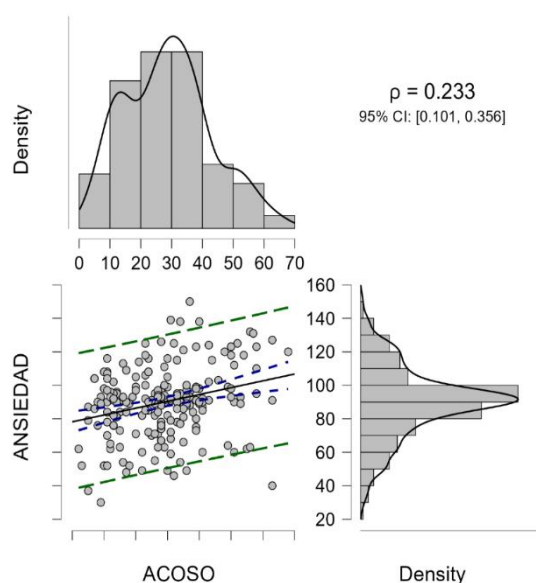 Density
ρ = 0.233
95% CI: [0.101, 0.356]
0 10 20 30 40 50 60 70
ANSIEDAD
160
140
120
100
80
60
40
20
ACOSO
Density